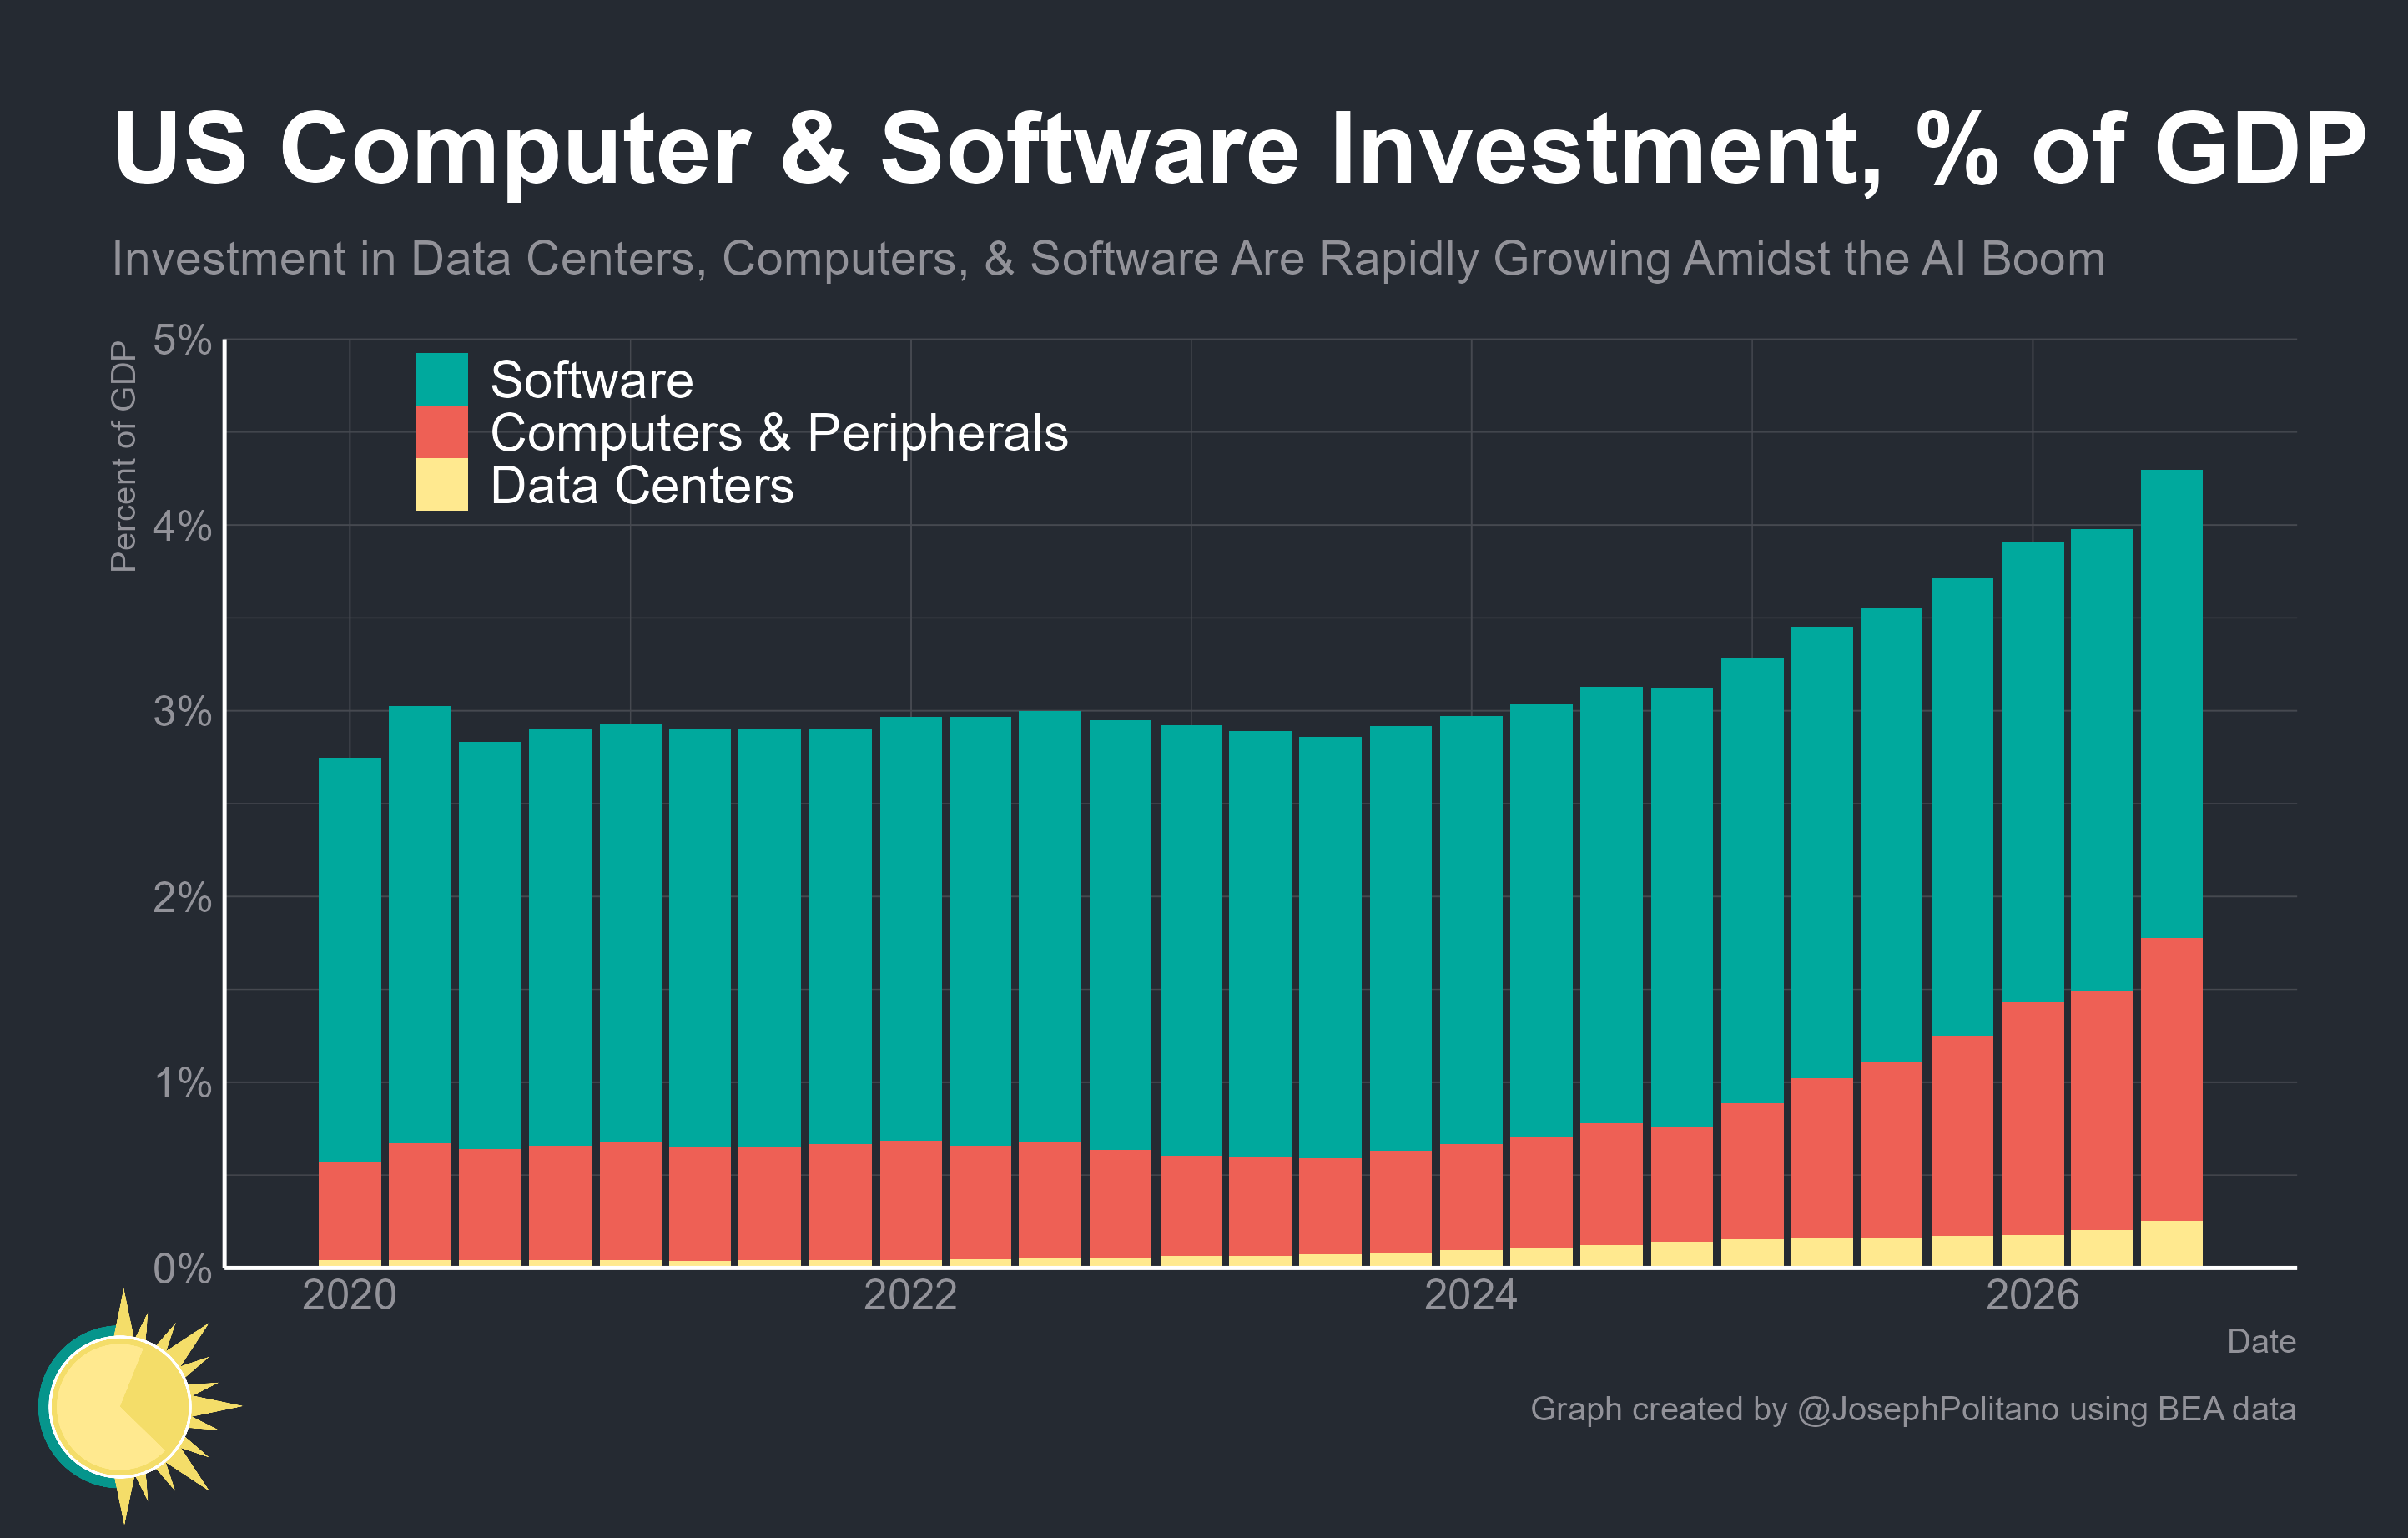 US Computer & Software Investment, % of GDP
Investment in Data Centers, Computers, & Software Are Rapidly Growing Amidst the AI Boom
Percent of GDP
5%
4%
3%
2%
1%
0%
Software
Computers & Peripherals
Data Centers
2020
2022
2024
2026
Date
Graph created by @JosephPolitano using BEA data